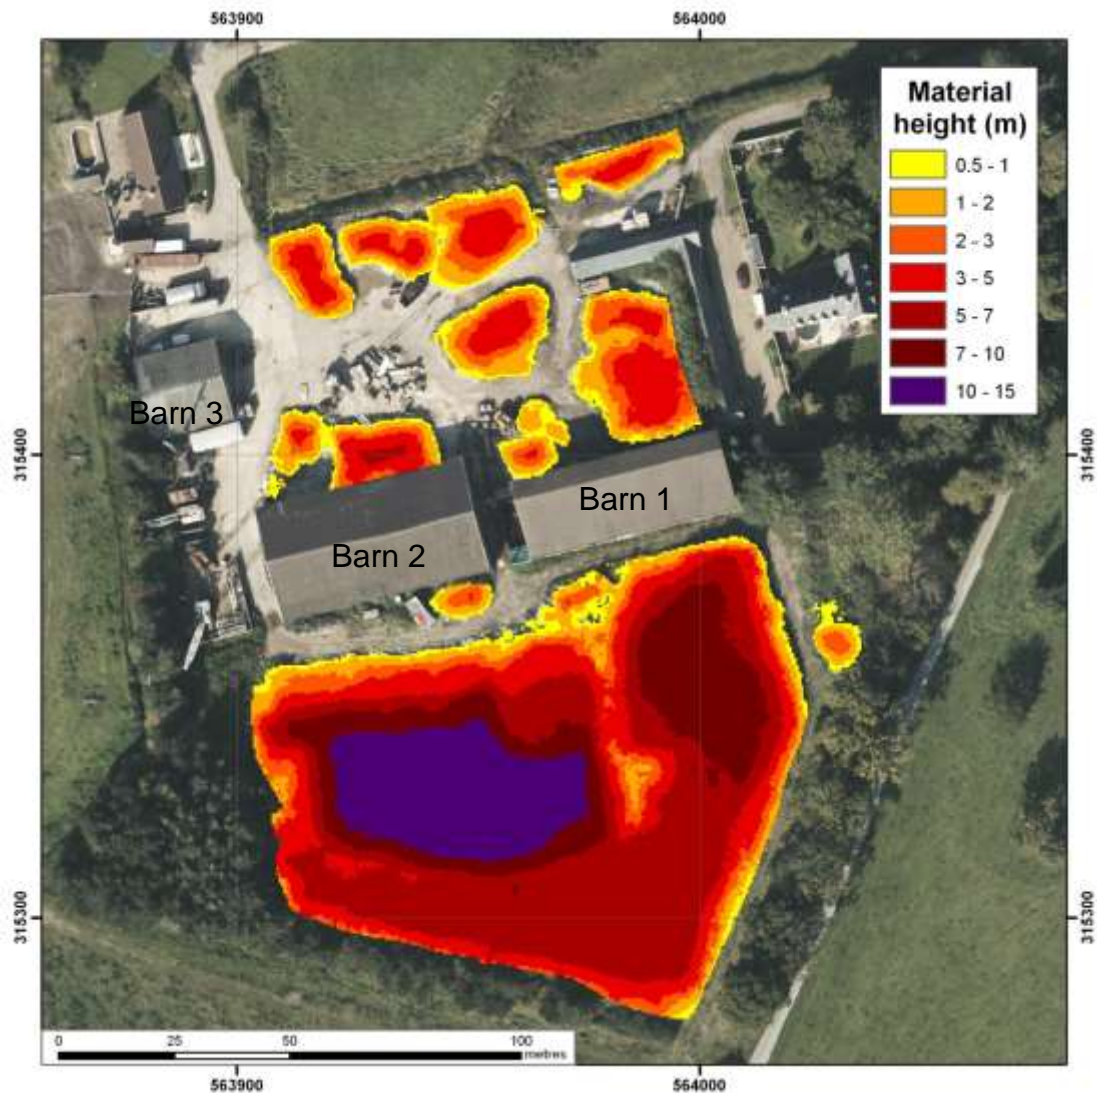 563900
564000
Material
height (m)
0.5 - 1
1 - 2
2 - 3
3 - 5
5 - 7
7 - 10
10 - 15
Barn 3
315400
315400
Barn 1
Barn 2
315300
315300
0 25 50 100
metres
563900
564000